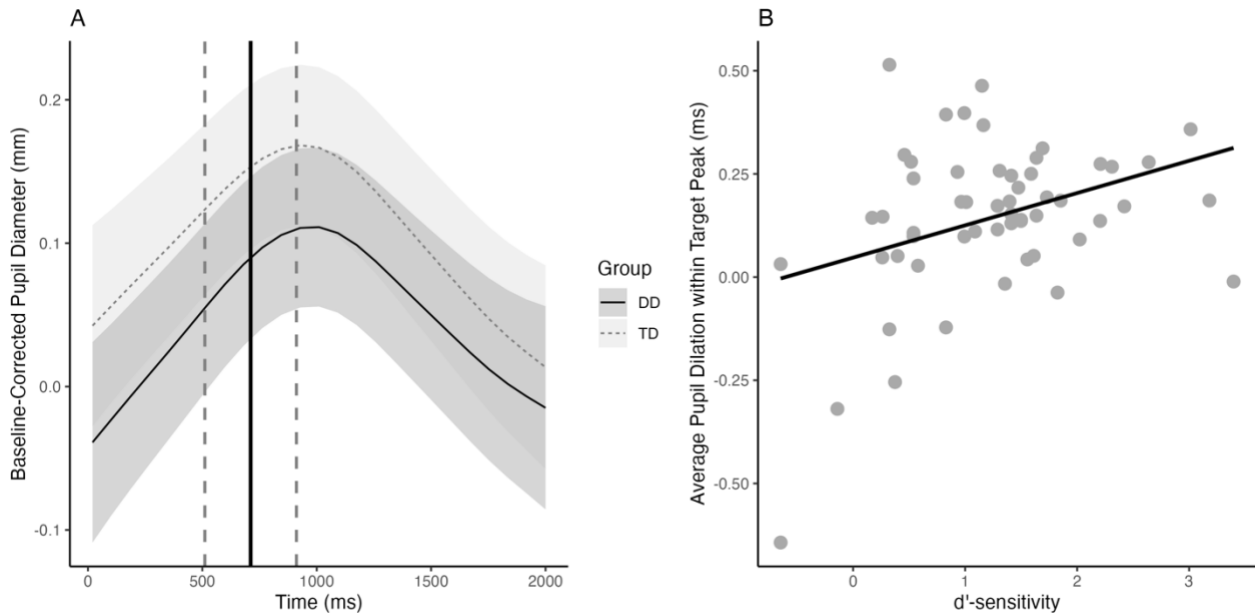 A
Baseline-Corrected Pupil Diameter (mm)
0.2
0.1
0.0
-0.1
0
500
1000
1500
2000
Time (ms)
Group
DD
TD
B
Average Pupil Dilation within Target Peak (ms)
0.50
0.25
0.00
-0.25
-0.50
0
1
2
3
d'-sensitivity